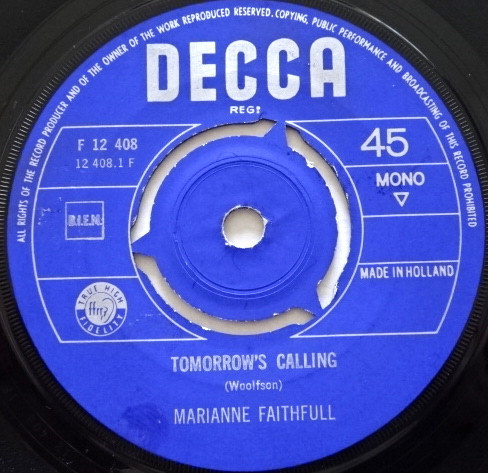 ALL RIGHTS OF THE RECORD PRODUCER AND OF THE OWNER OF THE WORK REPRODUCED RESERVED. COPYING, PUBLIC PERFORMANCE AND BROADCASTING OF THIS RECORD PROHIBITED
DECCA
REGD
F 12 408
12 408.1 F
45
MONO
B.I.E.M.
MADE IN HOLLAND
TRUE HIGH
ffrr
FIDELITY
TOMORROW'S CALLING
(Woolfson)
MARIANNE FAITHFULL